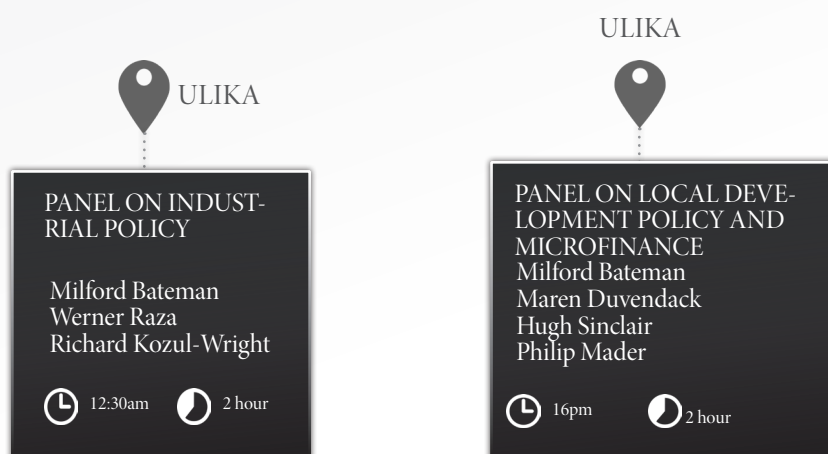 ULIKA
PANEL ON INDUST-
RIAL POLICY
Milford Bateman
Werner Raza
Richard Kozul-Wright
12:30am 2 hour
ULIKA
PANEL ON LOCAL DEVE-
LOPMENT POLICY AND
MICROFINANCE
Milford Bateman
Maren Duvendack
Hugh Sinclair
Philip Mader
16pm 2 hour